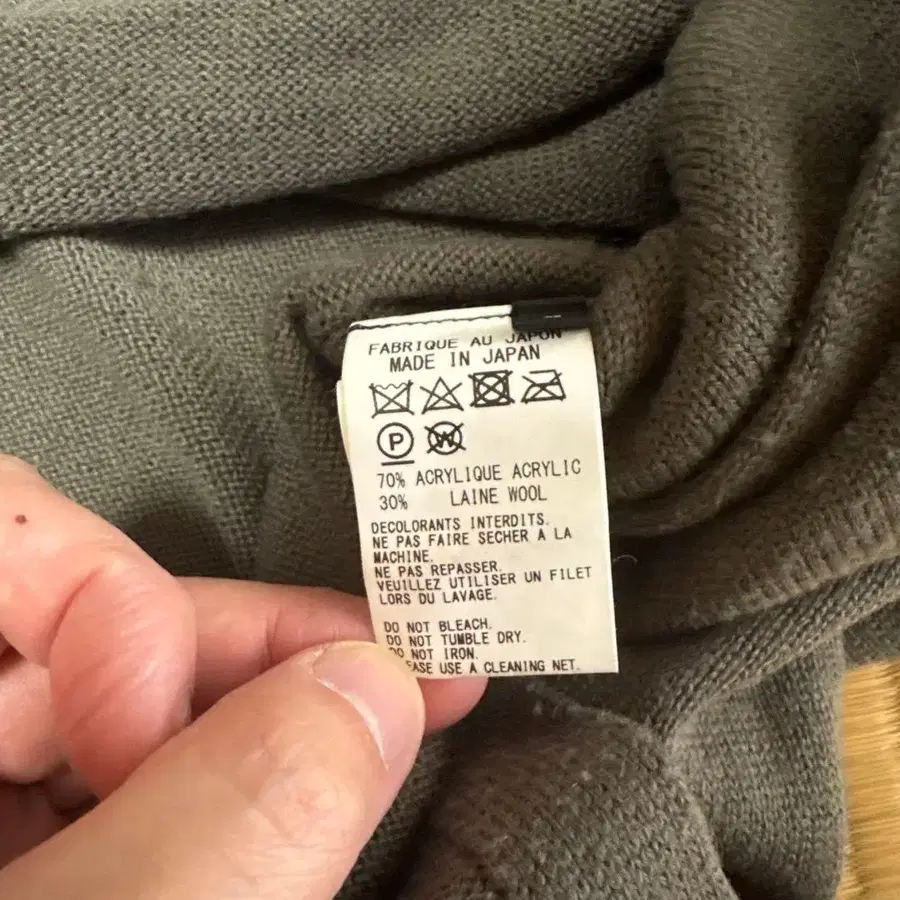 FABRIQUE AU JAPON
MADE IN JAPAN
P W
70% ACRYLIQUE ACRYLIC
30% LAINE WOOL
DECOLORANTS INTERDITS.
NE PAS FAIRE SECHER A LA
MACHINE.
NE PAS REPASSER.
VEUILLEZ UTILISER UN FILET
LORS DU LAVAGE.
DO NOT BLEACH.
DO NOT TUMBLE DRY.
DO NOT IRON.
EASE USE A CLEANING NET.